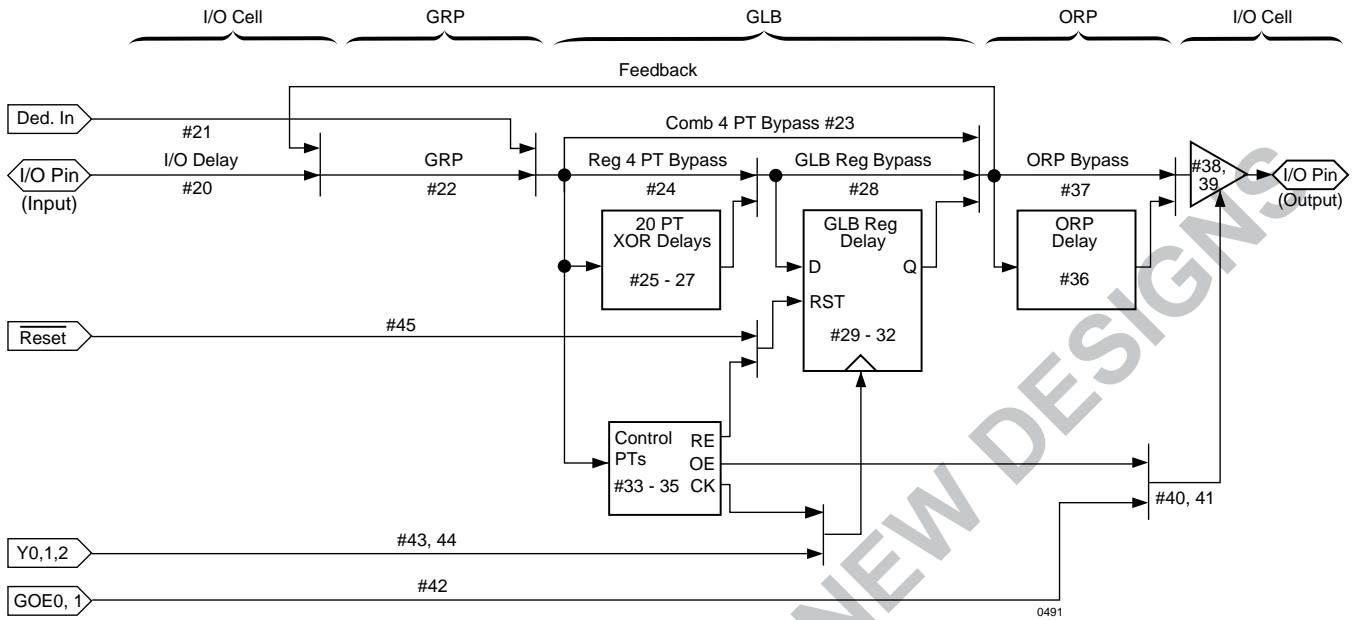 I/O Cell
GRP
GLB
ORP
I/O Cell
Feedback
Ded. In
#21
Comb 4 PT Bypass #23
I/O Pin
(Input)
I/O Delay
#20
GRP
#22
Reg 4 PT Bypass
#24
GLB Reg Bypass
#28
ORP Bypass
#37
#38,
39
I/O Pin
(Output)
20 PT
XOR Delays
#25 - 27
GLB Reg
Delay
D
Q
RST
#29 - 32
ORP
Delay
#36
Reset
#45
Control
PTs
#33 - 35
RE
OE
CK
#40, 41
Y0,1,2
#43, 44
GOE0, 1
#42
0491
NEW DESIGNS